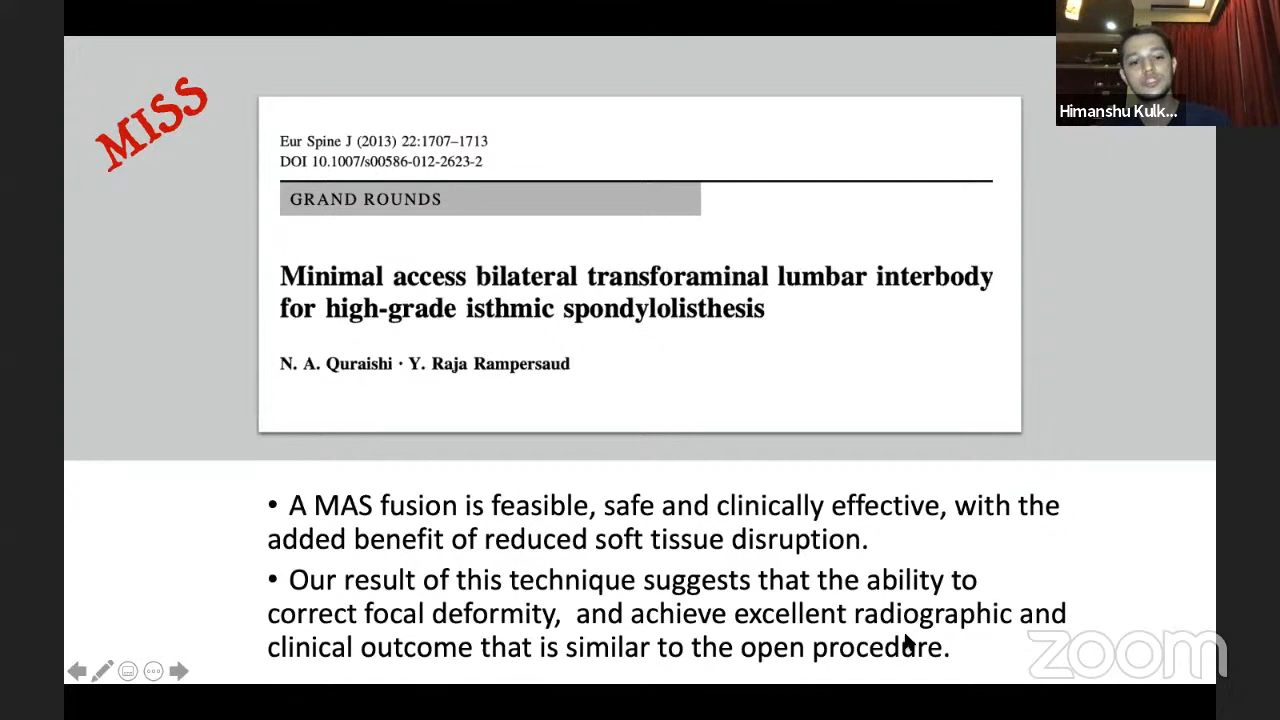 MISS
Himanshu Kulk...
Eur Spine J (2013) 22:1707–1713
DOI 10.1007/s00586-012-2623-2
GRAND ROUNDS
Minimal access bilateral transforaminal lumbar interbody
for high-grade isthmic spondylolisthesis
N. A. Quraishi · Y. Raja Rampersaud
• A MAS fusion is feasible, safe and clinically effective, with the
added benefit of reduced soft tissue disruption.
• Our result of this technique suggests that the ability to
correct focal deformity,  and achieve excellent radiographic and
clinical outcome that is similar to the open procedure.
zoom